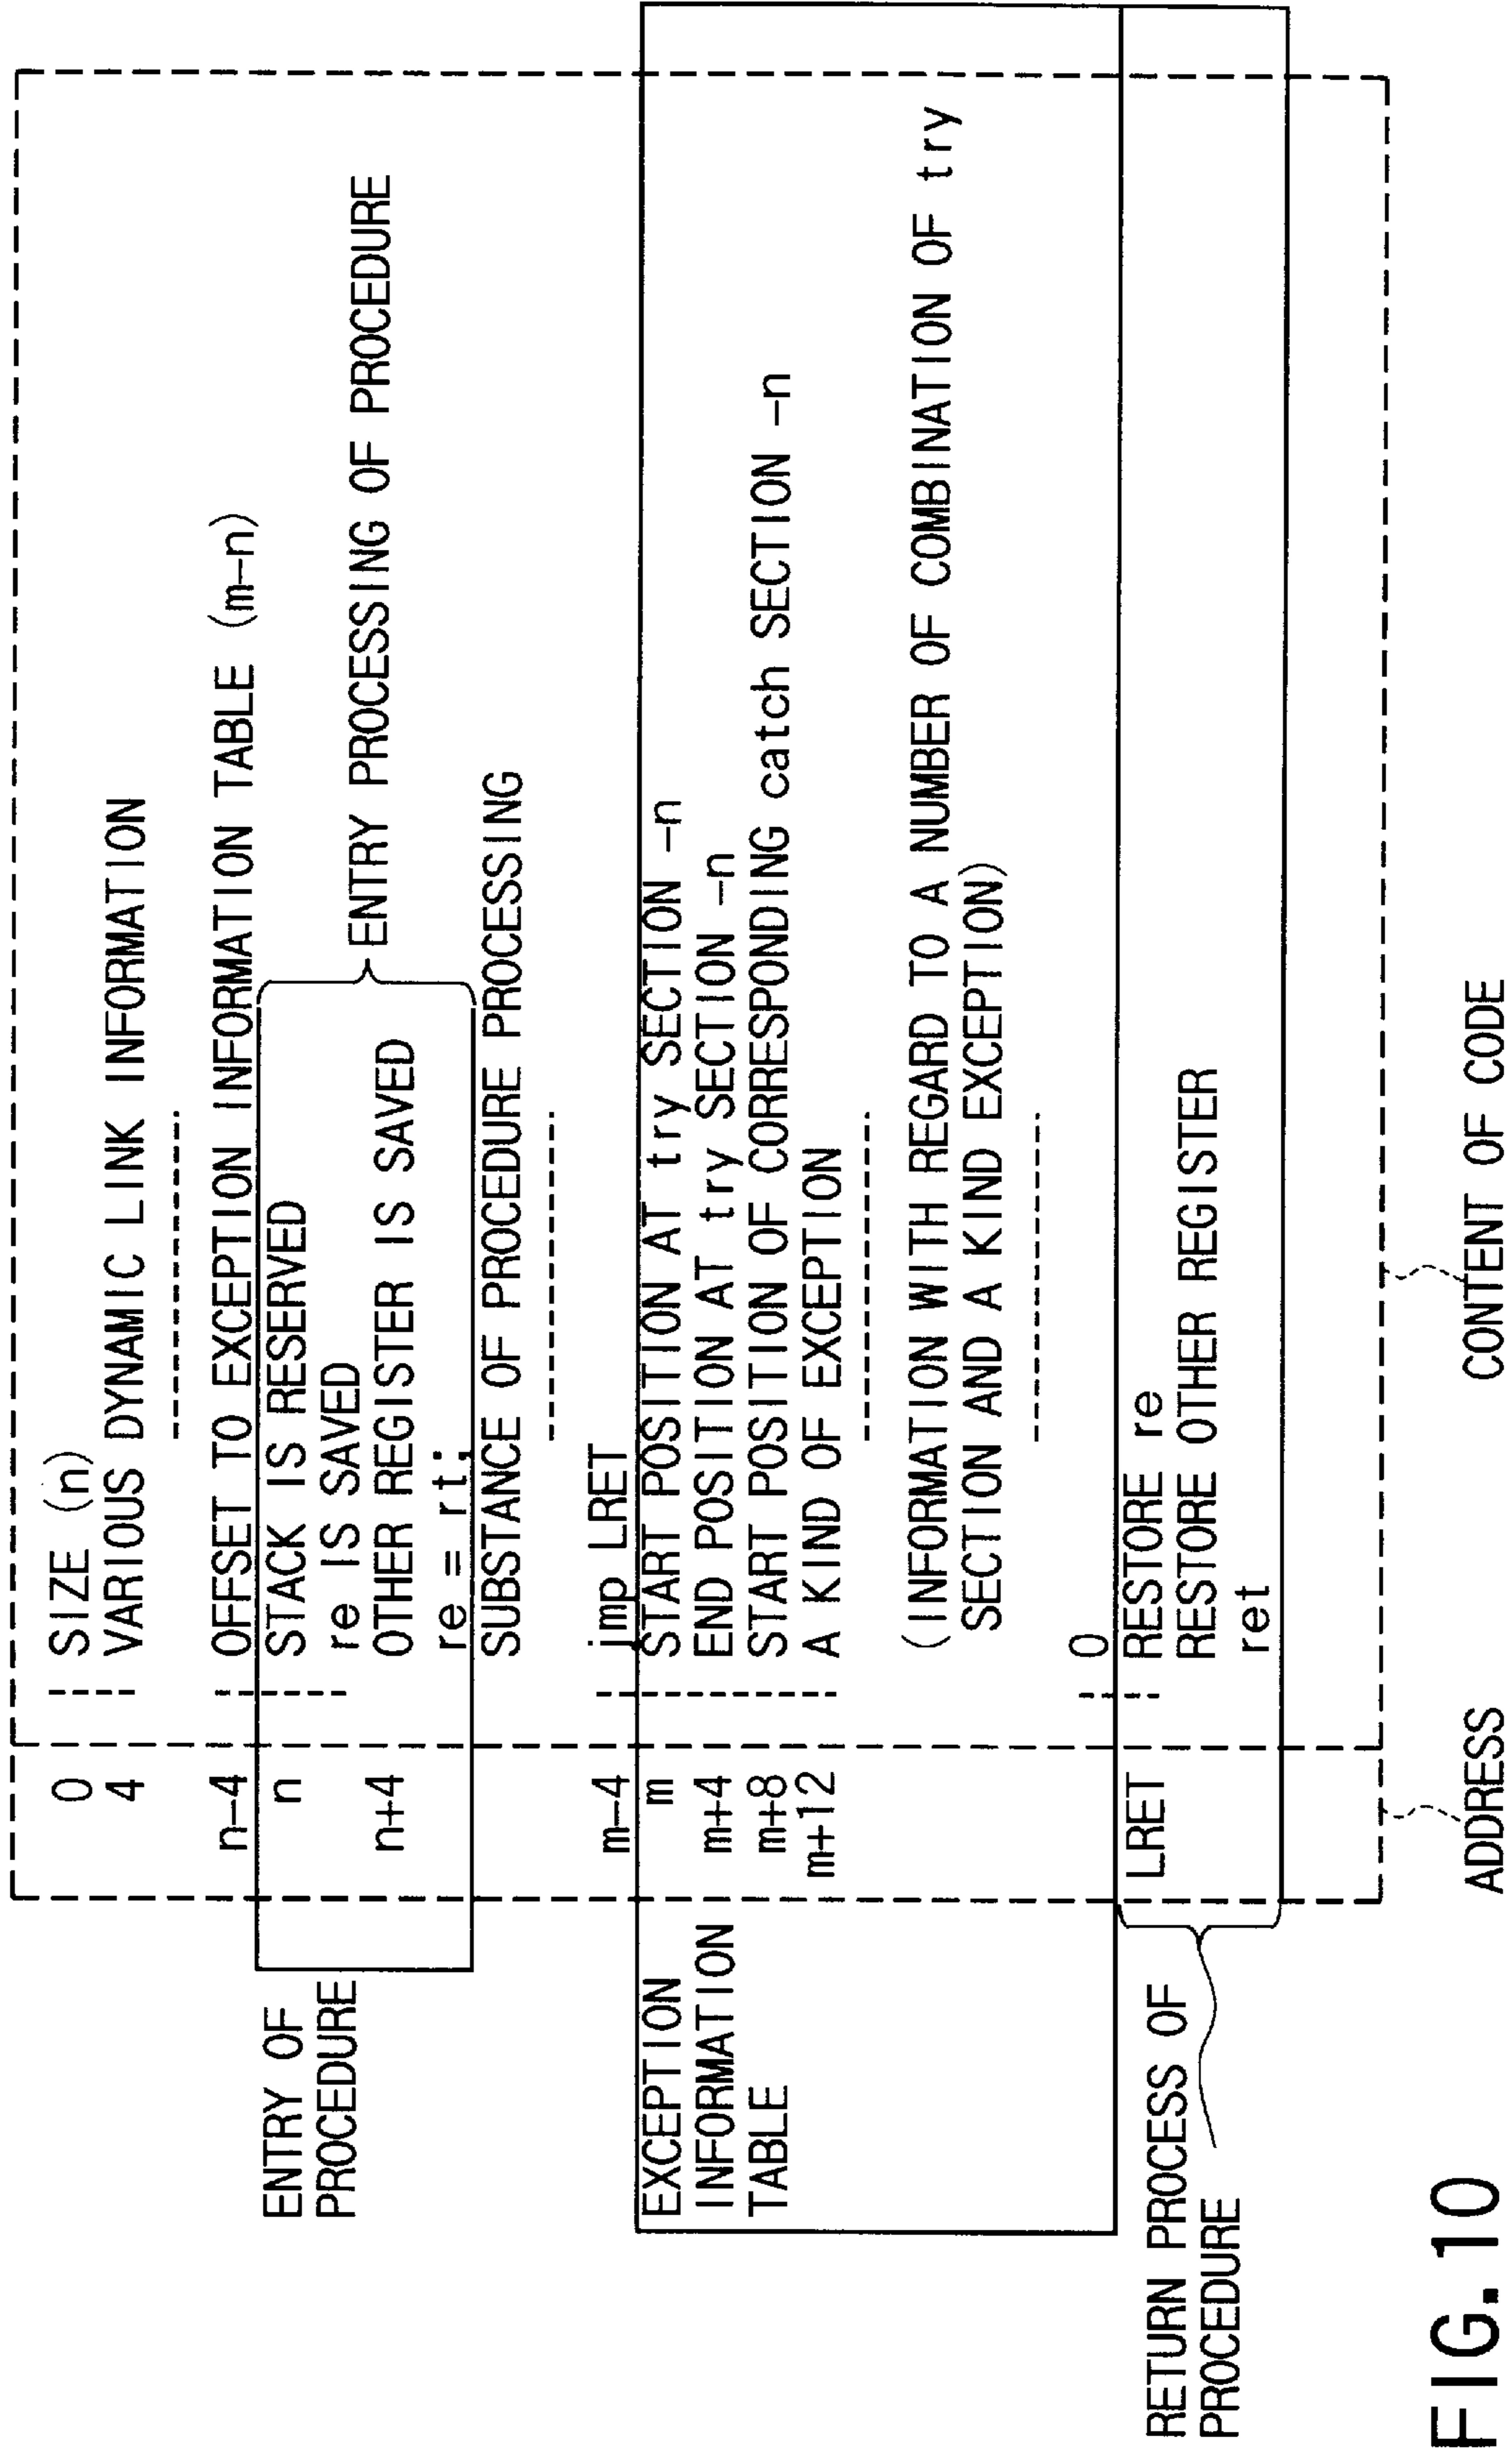 0 SIZE (n)
4 VARIOUS DYNAMIC LINK INFORMATION
n-4 OFFSET TO EXCEPTION INFORMATION TABLE (m-n)
ENTRY OF
PROCEDURE
n STACK IS RESERVED
re IS SAVED
n+4 OTHER REGISTER IS SAVED
re = rt;
ENTRY PROCESSING OF PROCEDURE
SUBSTANCE OF PROCEDURE PROCESSING
m-4 jmp LRET
EXCEPTION
INFORMATION
TABLE
m START POSITION AT try SECTION -n
m+4 END POSITION AT try SECTION -n
m+8 START POSITION OF CORRESPONDING catch SECTION -n
m+12 A KIND OF EXCEPTION
(INFORMATION WITH REGARD TO A NUMBER OF COMBINATION OF try
SECTION AND A KIND EXCEPTION)
0
RETURN PROCESS OF
PROCEDURE
LRET RESTORE re
RESTORE OTHER REGISTER
ret
ADDRESS
CONTENT OF CODE
FIG. 10